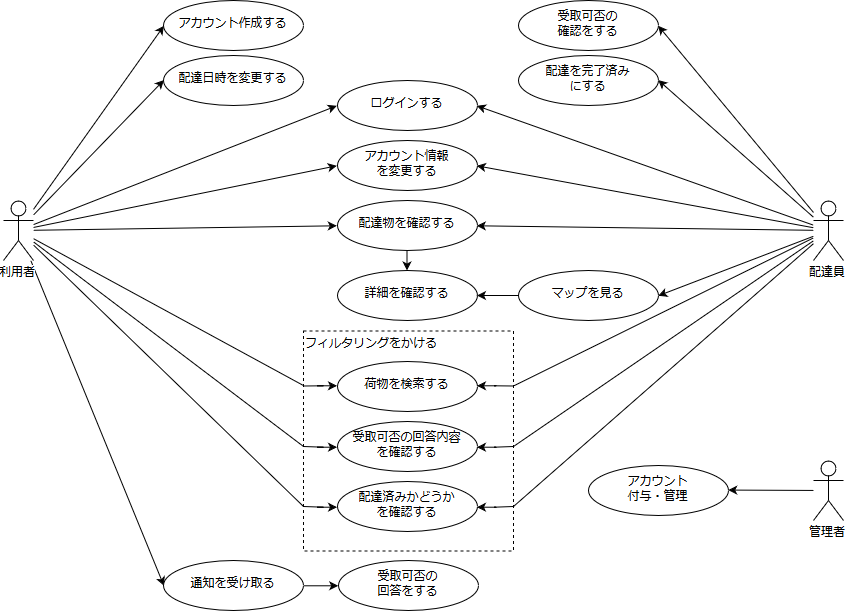 アカウント作成する
受取可否の
確認をする
配達日時を変更する
配達を完了済み
にする
ログインする
アカウント情報
を変更する
配達物を確認する
利用者
配達員
詳細を確認する
マップを見る
フィルタリングをかける
荷物を検索する
受取可否の回答内容
を確認する
配達済みかどうか
を確認する
アカウント
付与・管理
管理者
通知を受け取る
受取可否の
回答をする